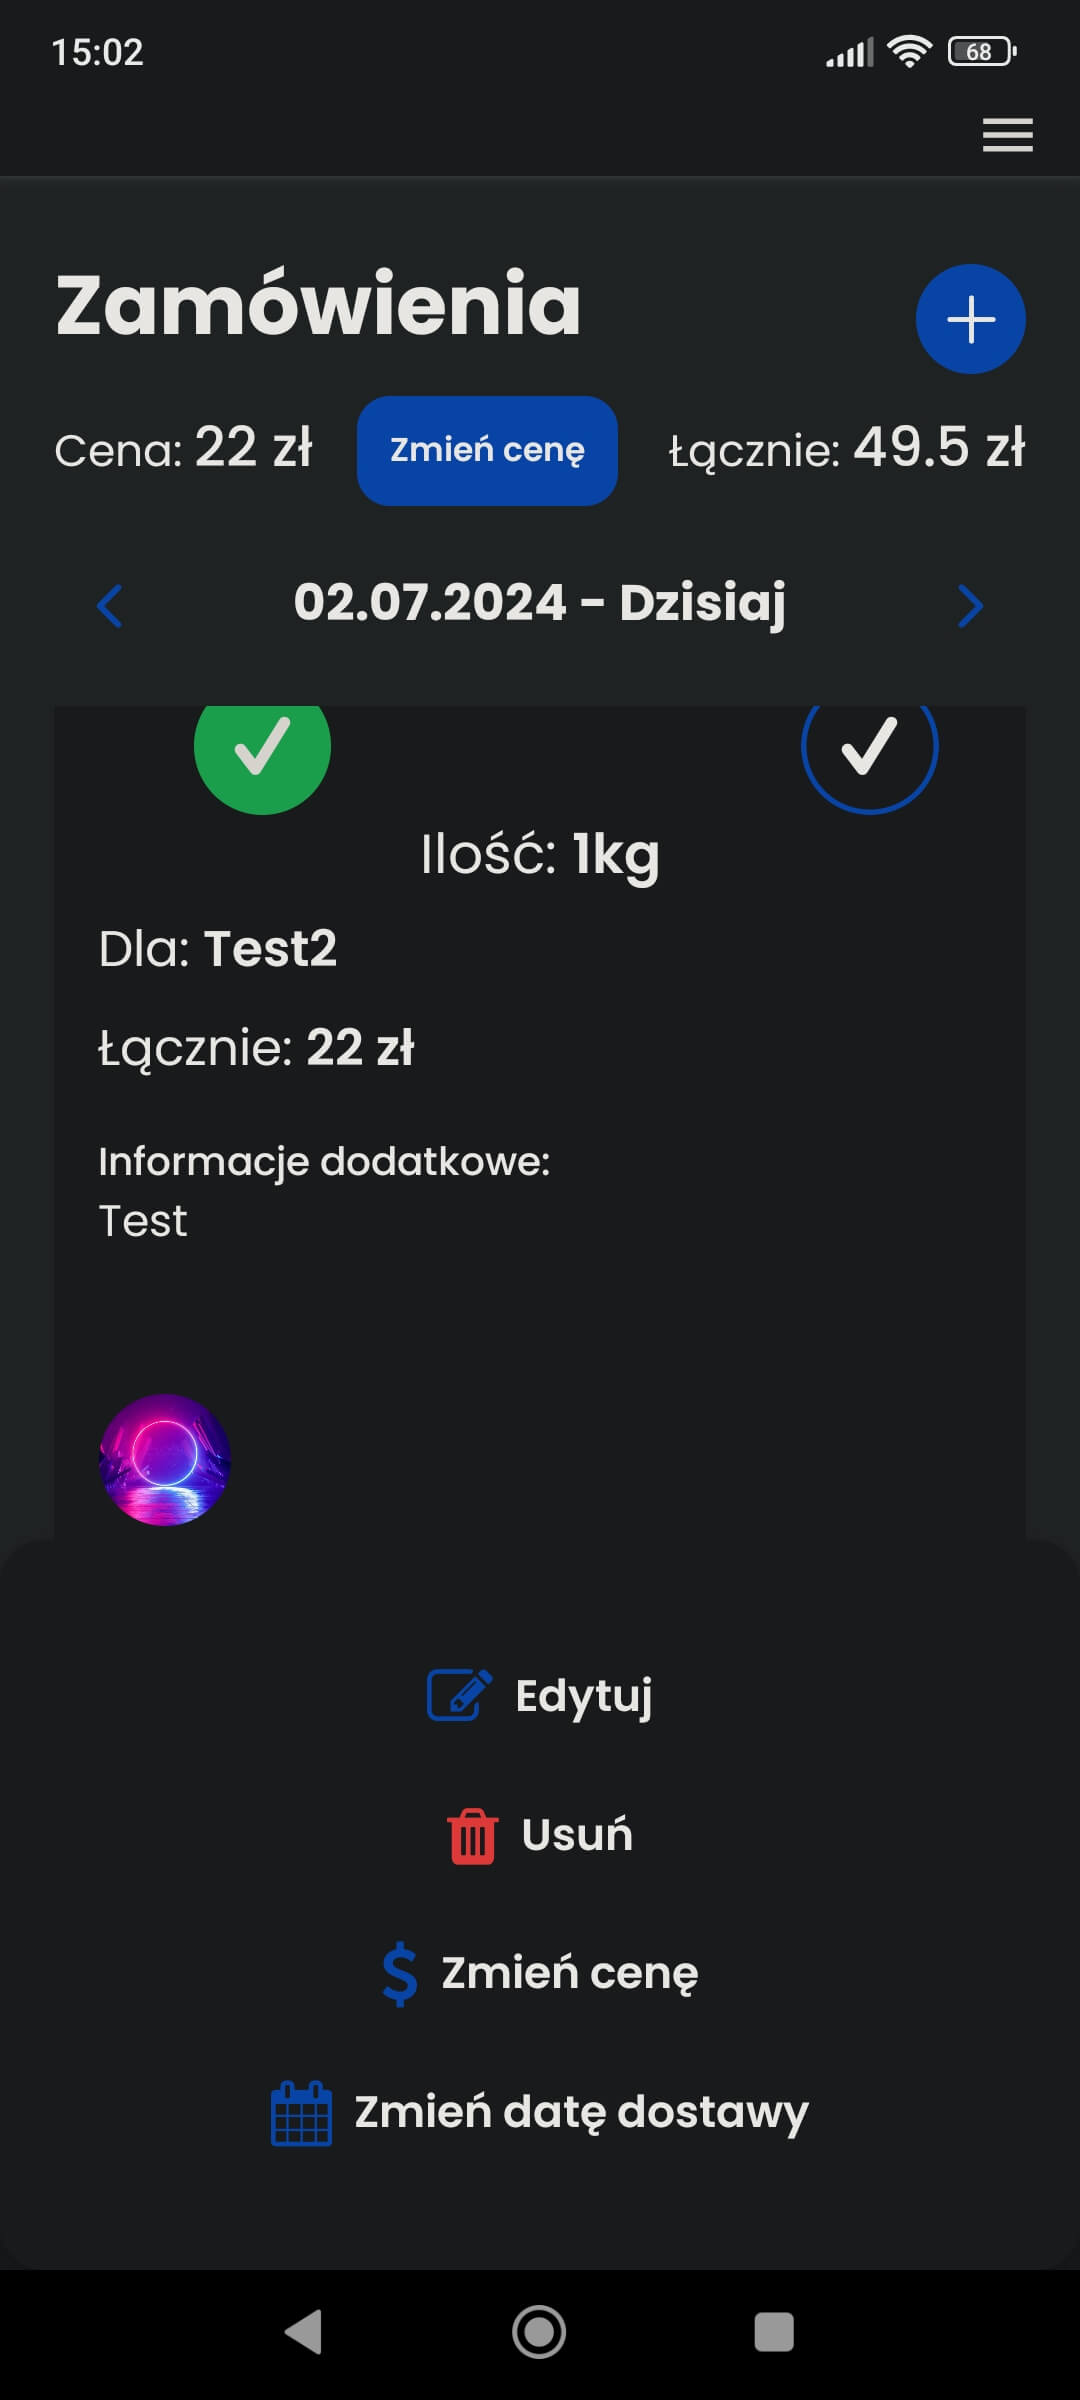 15:02
68
Zamówienia
Cena: 22 zł
Zmień cenę
Łącznie: 49.5 zł
02.07.2024 - Dzisiaj
Ilość: 1kg
Dla: Test2
Łącznie: 22 zł
Informacje dodatkowe:
Test
Edytuj
Usuń
Zmień cenę
Zmień datę dostawy